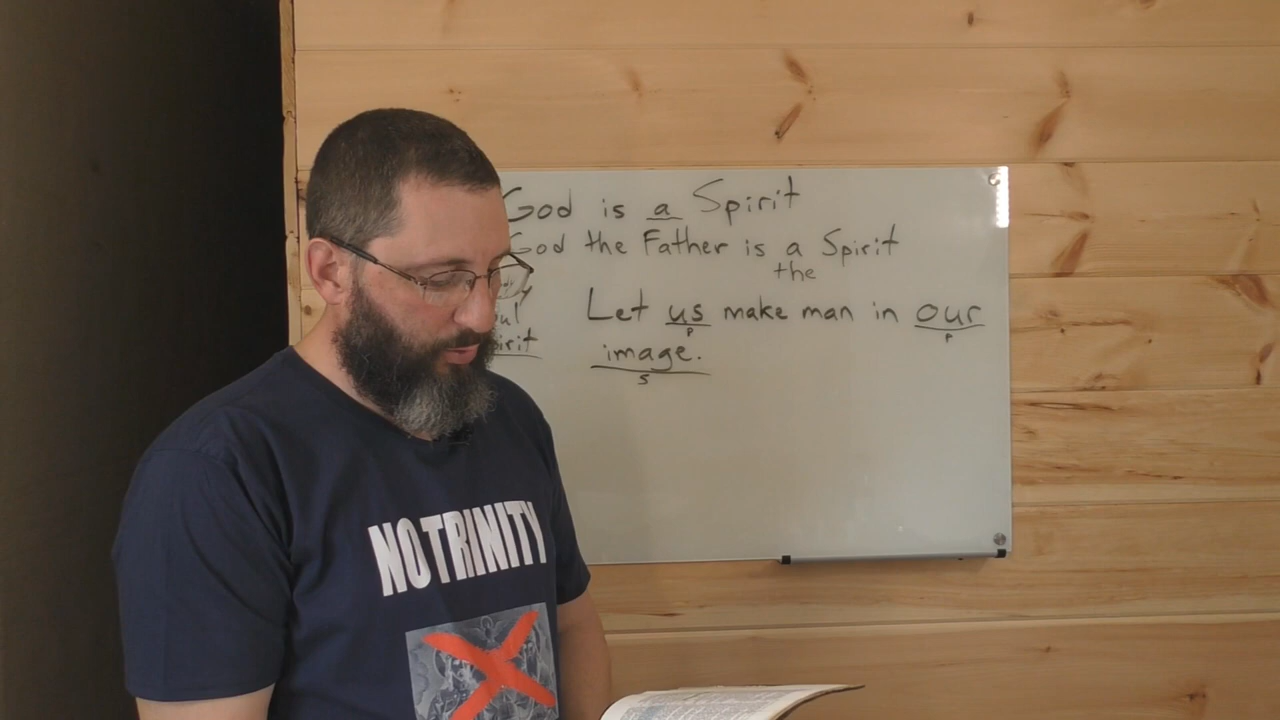 God is a Spirit
God the Father is a Spirit
the
Let us make man in our
P
P
image.
S
NO TRINITY